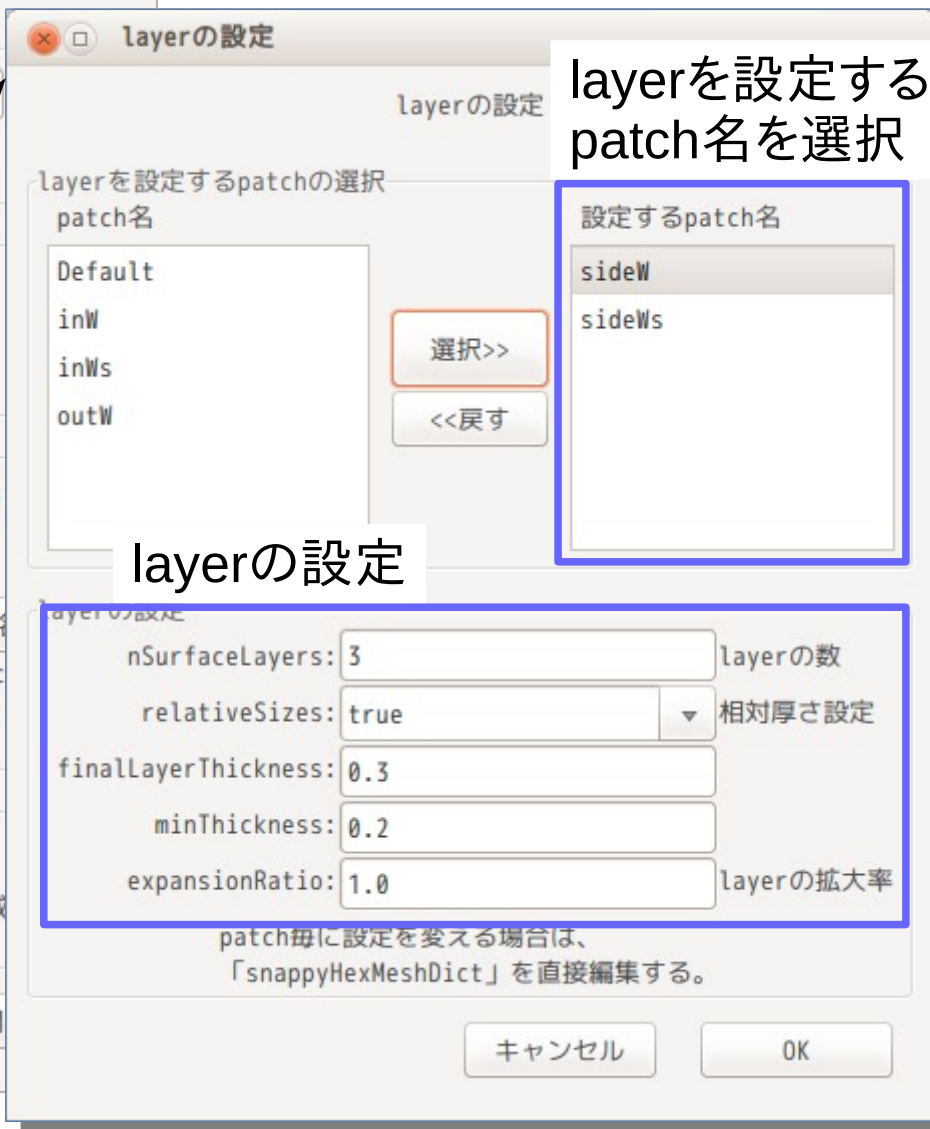 layerの設定
layerの設定
layerを設定する
patch名を選択
layerを設定するpatchの選択
patch名
Default
inW
inWs
outW
選択>>
<<戻す
設定するpatch名
sideW
sideWs
layerの設定
layerの設定
nSurfaceLayers: 3 layerの数
relativeSizes: true 相対厚さ設定
finalLayerThickness: 0.3
minThickness: 0.2
expansionRatio: 1.0 layerの拡大率
patch毎に設定を変える場合は、
「snappyHexMeshDict」を直接編集する。
キャンセル OK